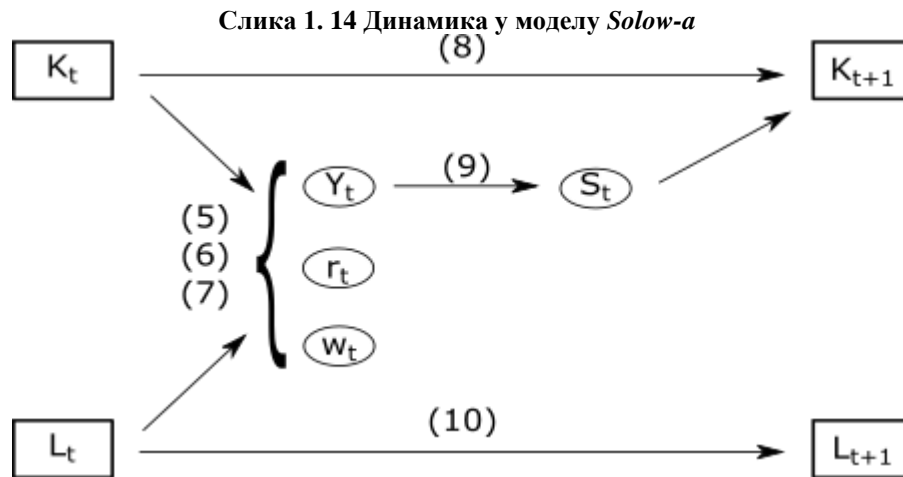 Слика 1. 14 Динамика у моделу Solow-а
(8)
K_t
K_{t+1}
(9)
Y_t
S_t
(5)
(6)
r_t
(7)
w_t
(10)
L_t
L_{t+1}